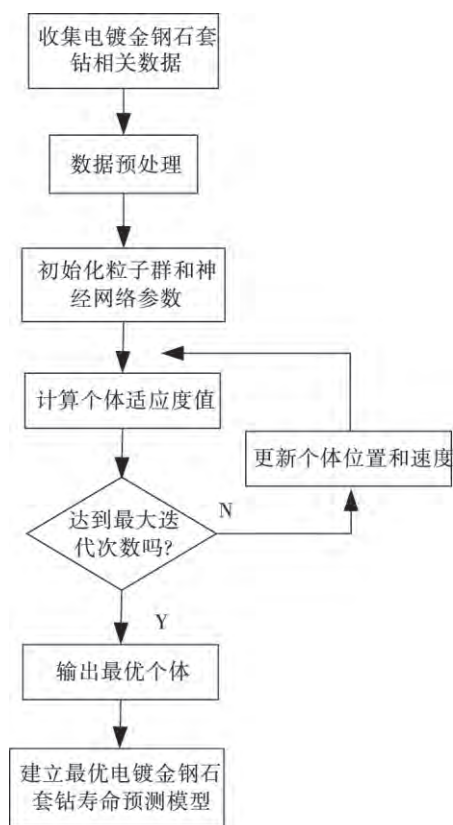 收集电镀金钢石套
钻相关数据
数据预处理
初始化粒子群和神
经网络参数
计算个体适应度值
更新个体位置和速度
达到最大迭
代次数吗?
N
Y
输出最优个体
建立最优电镀金钢石
套钻寿命预测模型